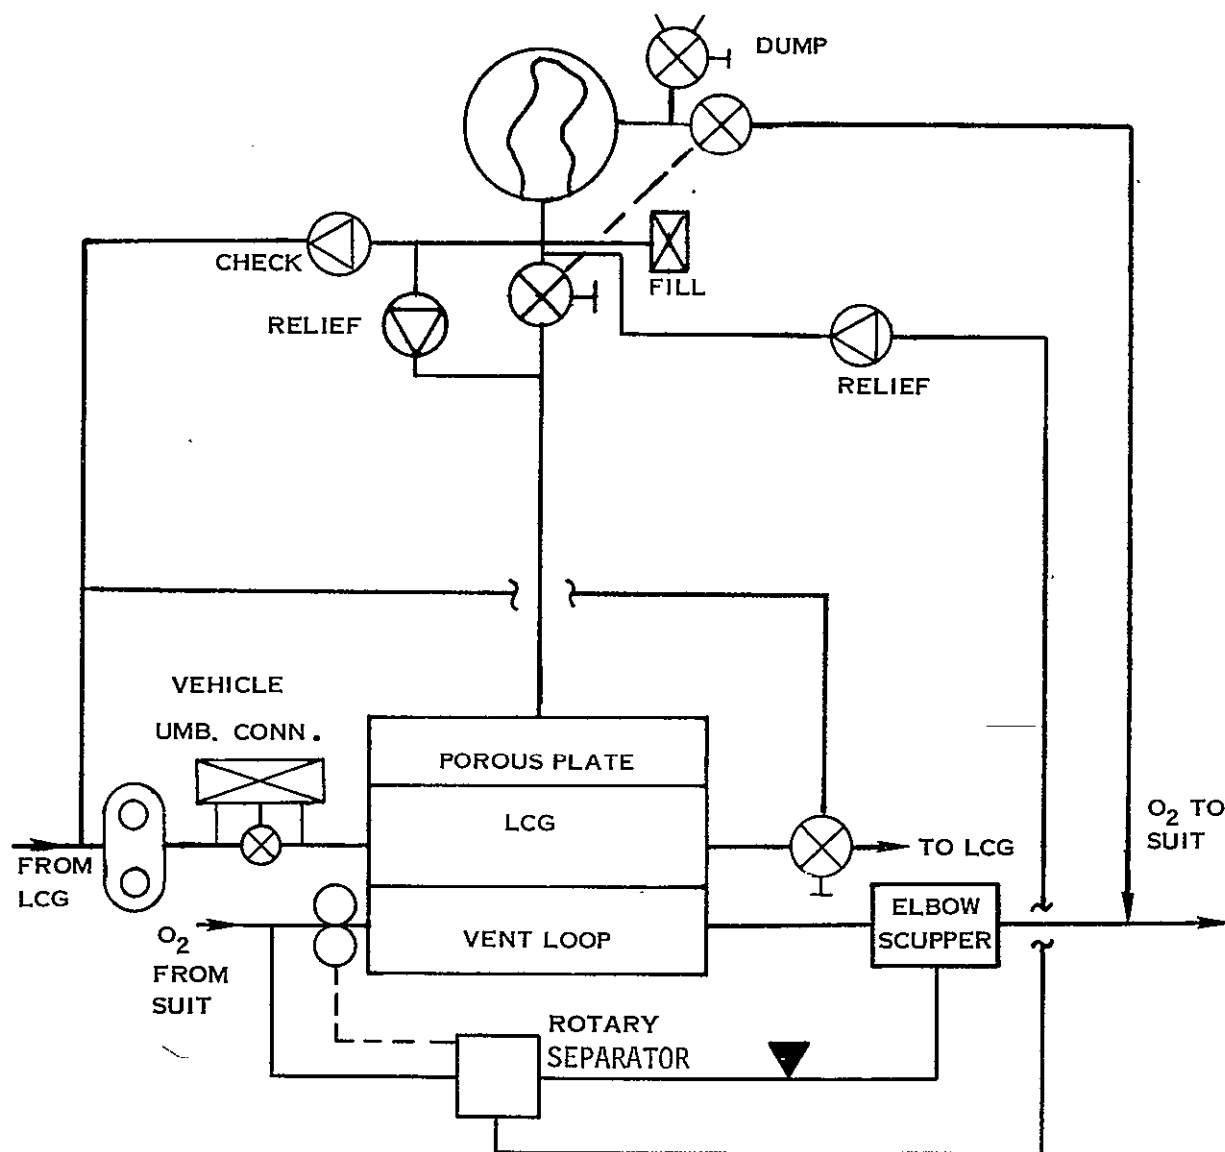 DUMP
CHECK
FILL
RELIEF
RELIEF
VEHICLE
UMB. CONN.
POROUS PLATE
LCG
O2 TO
SUIT
FROM
LCG
TO LCG
ELBOW
SCUPPER
O2
FROM
SUIT
VENT LOOP
ROTARY
SEPARATOR